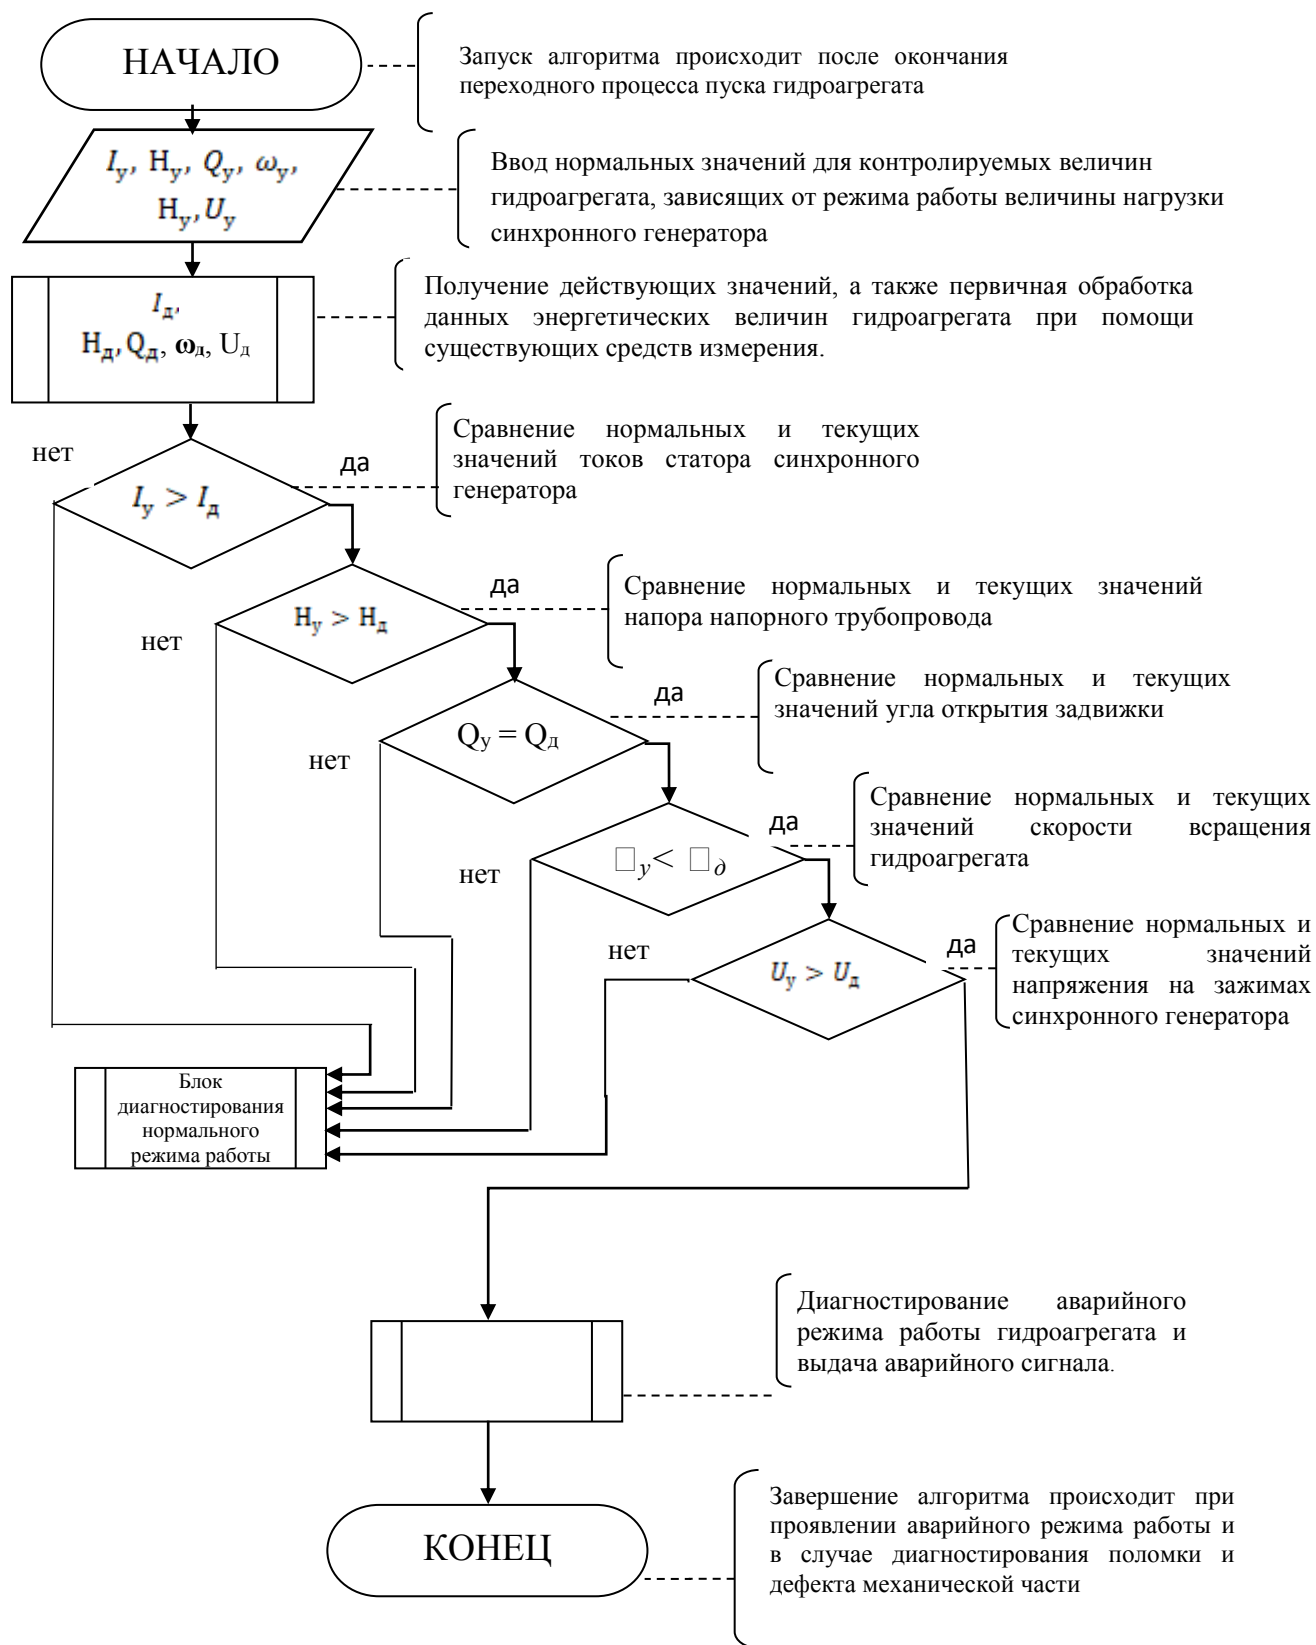 НАЧАЛО
Запуск алгоритма происходит после окончания
переходного процесса пуска гидроагрегата
Iу, Ну, Qу, ωу,
Ну, Uу
Ввод нормальных значений для контролируемых величин
гидроагрегата, зависящих от режима работы величины нагрузки
синхронного генератора
Iд,
Нд, Qд, ωд, Uд
Получение действующих значений, а также первичная обработка
данных энергетических величин гидроагрегата при помощи
существующих средств измерения.
нет
Iу > Iд
да
Сравнение нормальных и текущих
значений токов статора синхронного
генератора
нет
Ну > Нд
да
Сравнение нормальных и текущих значений
напора напорного трубопровода
нет
Qу = Qд
да
Сравнение нормальных и текущих
значений угла открытия задвижки
нет
□у < □д
да
Сравнение нормальных и текущих
значений скорости всращения
гидроагрегата
нет
Uу > Uд
да
Сравнение нормальных и
текущих значений
напряжения на зажимах
синхронного генератора
Блок
диагностирования
нормального
режима работы
Диагностирование аварийного
режима работы гидроагрегата и
выдача аварийного сигнала.
КОНЕЦ
Завершение алгоритма происходит при
проявлении аварийного режима работы и
в случае диагностирования поломки и
дефекта механической части